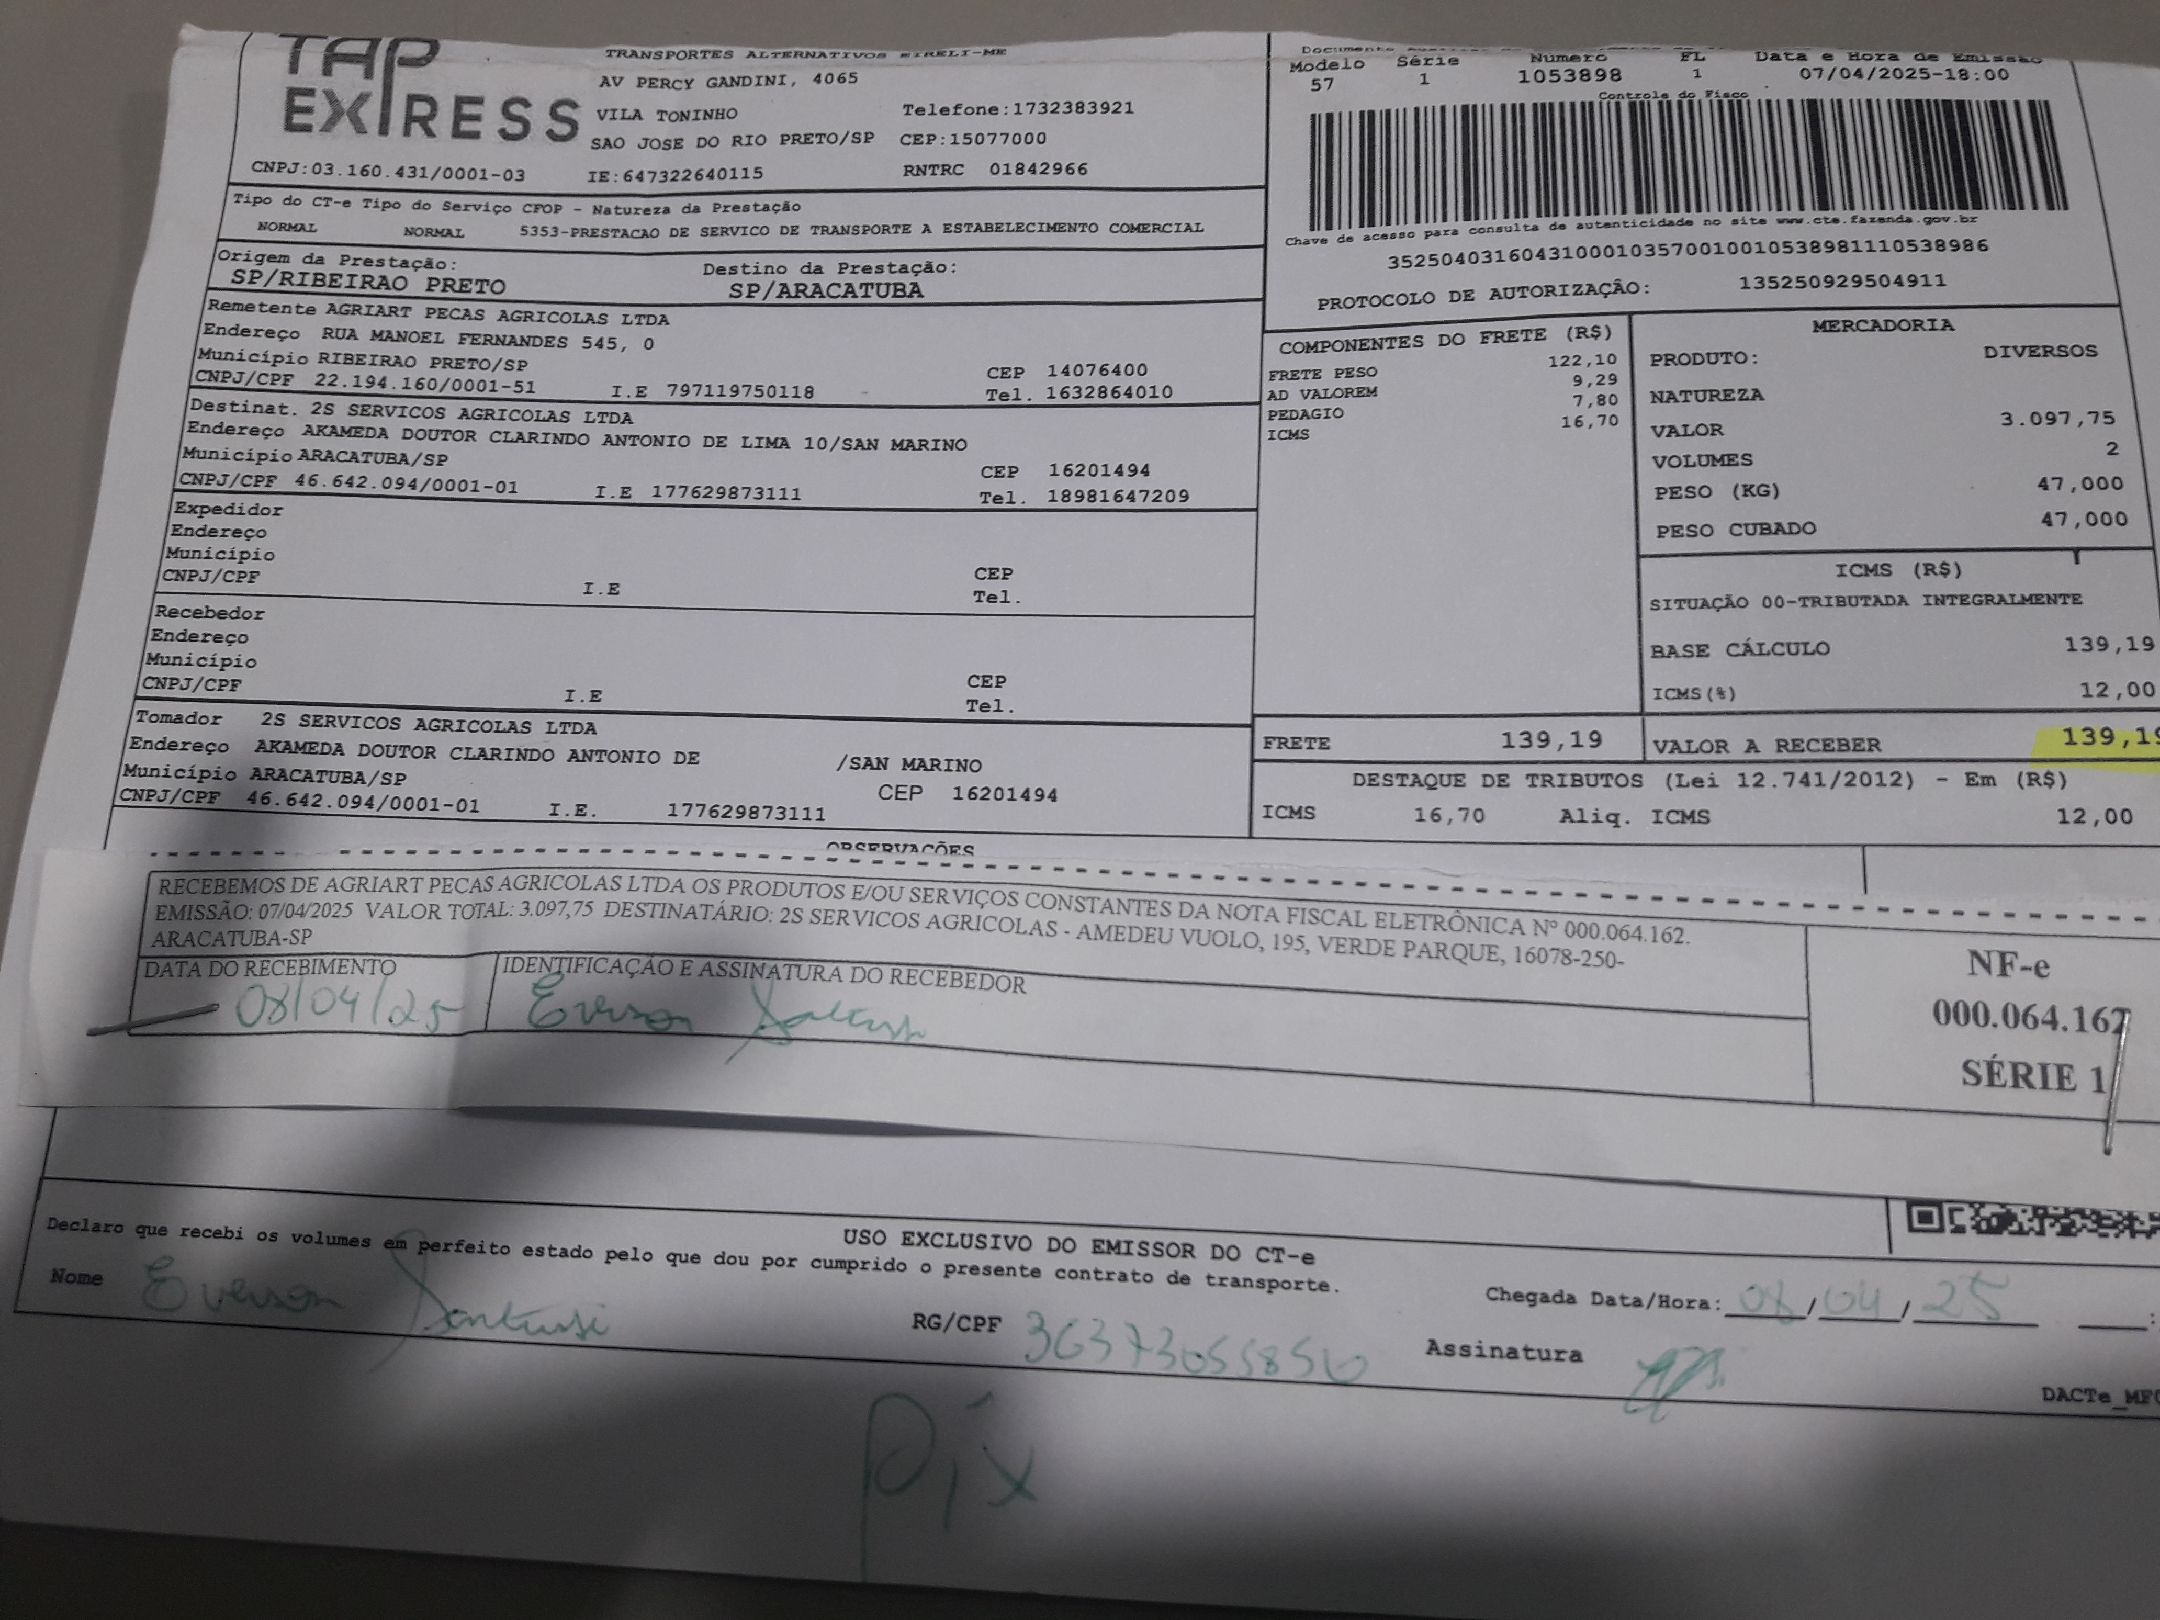 TAP EXPRESS
TRANSPORTES ALTERNATIVOS EIRELI-ME
AV PERCY GANDINI, 4065
VILA TONINHO Telefone:1732383921
SAO JOSE DO RIO PRETO/SP CEP:15077000
CNPJ:03.160.431/0001-03 IE:647322640115 RNTRC 01842966
Modelo Série Numero FL Data e Hora de Emissão
57 1 1053898 1 07/04/2025-18:00
Controle do Fisco
Chave de acesso para consulta de autenticidade no site www.cte.fazenda.gov.br
35250403160431000103570010010538981110538986
PROTOCOLO DE AUTORIZAÇÃO: 135250929504911
Tipo do CT-e Tipo do Serviço CFOP - Natureza da Prestação
NORMAL NORMAL 5353-PRESTACAO DE SERVICO DE TRANSPORTE A ESTABELECIMENTO COMERCIAL
Origem da Prestação: Destino da Prestação:
SP/RIBEIRAO PRETO SP/ARACATUBA
Remetente AGRIART PECAS AGRICOLAS LTDA
Endereço RUA MANOEL FERNANDES 545, 0
Município RIBEIRAO PRETO/SP CEP 14076400
CNPJ/CPF 22.194.160/0001-51 I.E 797119750118 Tel. 1632864010
Destinat. 2S SERVICOS AGRICOLAS LTDA
Endereço AKAMEDA DOUTOR CLARINDO ANTONIO DE LIMA 10/SAN MARINO
Município ARACATUBA/SP CEP 16201494
CNPJ/CPF 46.642.094/0001-01 I.E 177629873111 Tel. 18981647209
Expedidor
Endereço
Município CEP
CNPJ/CPF I.E Tel.
Recebedor
Endereço
Município CEP
CNPJ/CPF I.E Tel.
Tomador 2S SERVICOS AGRICOLAS LTDA
Endereço AKAMEDA DOUTOR CLARINDO ANTONIO DE /SAN MARINO
Município ARACATUBA/SP CEP 16201494
CNPJ/CPF 46.642.094/0001-01 I.E. 177629873111
COMPONENTES DO FRETE (R$)
FRETE PESO 122,10
AD VALOREM 9,29
PEDAGIO 7,80
ICMS 16,70
MERCADORIA
PRODUTO: DIVERSOS
NATUREZA
VALOR 3.097,75
VOLUMES 2
PESO (KG) 47,000
PESO CUBADO 47,000
ICMS (R$)
SITUAÇÃO 00-TRIBUTADA INTEGRALMENTE
BASE CÁLCULO 139,19
ICMS(%) 12,00
FRETE 139,19 VALOR A RECEBER 139,19
DESTAQUE DE TRIBUTOS (Lei 12.741/2012) - Em (R$)
ICMS 16,70 Aliq. ICMS 12,00
OBSERVAÇÕES
RECEBEMOS DE AGRIART PECAS AGRICOLAS LTDA OS PRODUTOS E/OU SERVIÇOS CONSTANTES DA NOTA FISCAL ELETRÔNICA Nº 000.064.162.
EMISSÃO: 07/04/2025 VALOR TOTAL: 3.097,75 DESTINATÁRIO: 2S SERVICOS AGRICOLAS - AMEDEU VUOLO, 195, VERDE PARQUE, 16078-250-
ARACATUBA-SP
DATA DO RECEBIMENTO IDENTIFICAÇÃO E ASSINATURA DO RECEBEDOR
08/04/25 Everson
NF-e
000.064.162
SÉRIE 1
USO EXCLUSIVO DO EMISSOR DO CT-e
Declaro que recebi os volumes em perfeito estado pelo que dou por cumprido o presente contrato de transporte.
Nome Everson RG/CPF 36373055850 Chegada Data/Hora: 08/04/25 :
Assinatura
DACTe_MF
Pix